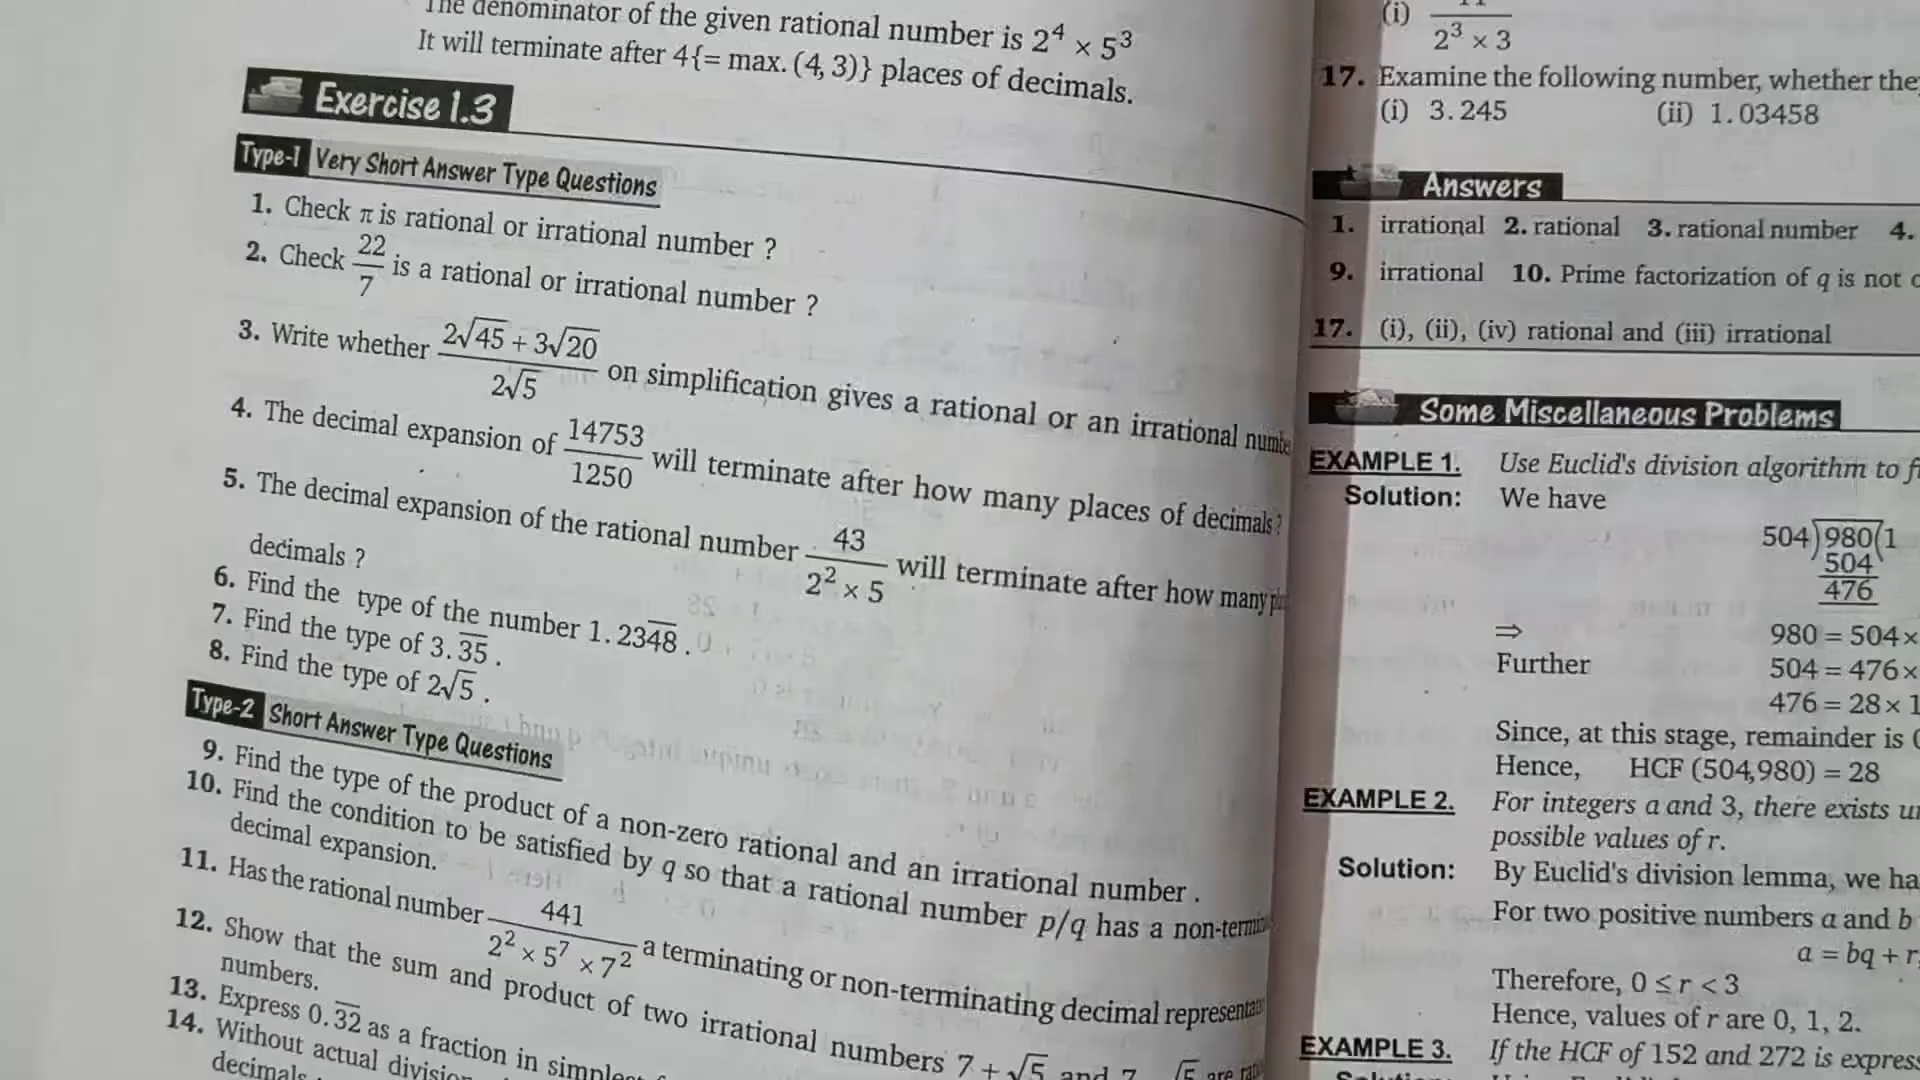 The denominator of the given rational number is 2⁴ × 5³
It will terminate after 4{= max. (4, 3)} places of decimals.
Exercise 1.3
Type-1 Very Short Answer Type Questions
1. Check π is rational or irrational number ?
2. Check 22/7 is a rational or irrational number ?
3. Write whether (2√45 + 3√20)/(2√5) on simplification gives a rational or an irrational
4. The decimal expansion of 14753/1250 will terminate after how many places of decimals ?
5. The decimal expansion of the rational number 43/(2² × 5) will terminate after how many
decimals ?
6. Find the type of the number 1.23\overline{48} .
7. Find the type of 3.\overline{35} .
8. Find the type of 2√5 .
Type-2 Short Answer Type Questions
9. Find the type of the product of a non-zero rational and an irrational number .
10. Find the condition to be satisfied by q so that a rational number p/q has a
decimal expansion.
11. Has the rational number 441/(2² × 5⁷ × 7²) a terminating or non-terminating decimal
12. Show that the sum and product of two irrational numbers 7 + √5 and 7 √5 are
numbers.
13. Express 0.\overline{32} as a fraction in
14. Without actual
decimals
(i) 2³ × 3
17. Examine the following number, whether
(i) 3.245 (ii) 1.03458
Answers
1. irrational 2. rational 3. rational number 4.
9. irrational 10. Prime factorization of q is not
17. (i), (ii), (iv) rational and (iii) irrational
Some Miscellaneous Problems
EXAMPLE 1. Use Euclid's division algorithm to
Solution: We have
504)980(1
504
476
⇒ 980 = 504 ×
Further 504 = 476 ×
476 = 28 × 1
Since, at this stage, remainder is
Hence, HCF (504,980) = 28
EXAMPLE 2. For integers a and 3, there exists
possible values of r.
Solution: By Euclid's division lemma, we
For two positive numbers a and b
a = bq + r
Therefore, 0 ≤ r < 3
Hence, values of r are 0, 1, 2.
EXAMPLE 3. If the HCF of 152 and 272 is